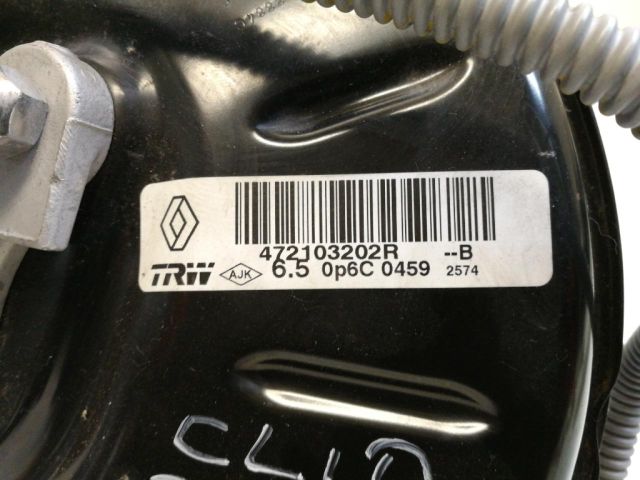 472103202R --B
TRW AJK 6.5 0p6C 0459 2574
CLIO